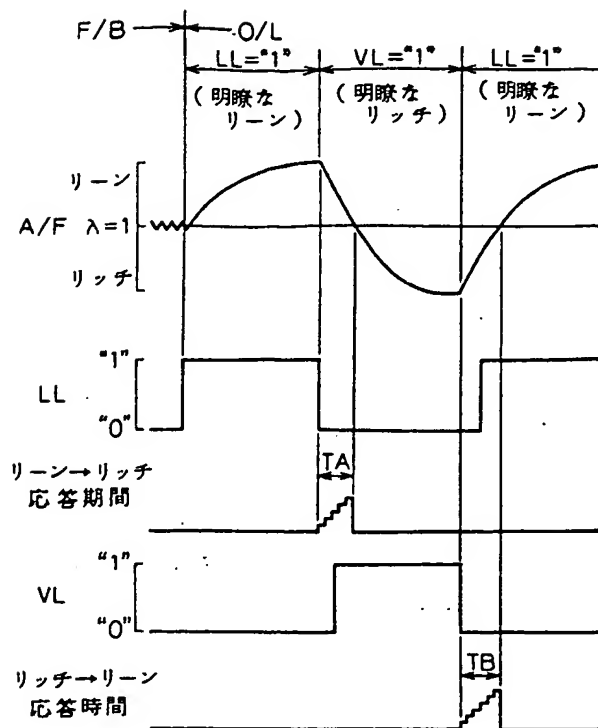 F/B O/L
LL="1" VL="1" LL="1"
(明瞭な (明瞭な (明瞭な
リーン) リッチ) リーン)
リーン
A/F λ=1
リッチ
"1"
LL
"0"
リーン→リッチ TA
応答期間
"1"
VL
"0"
リッチ→リーン TB
応答時間